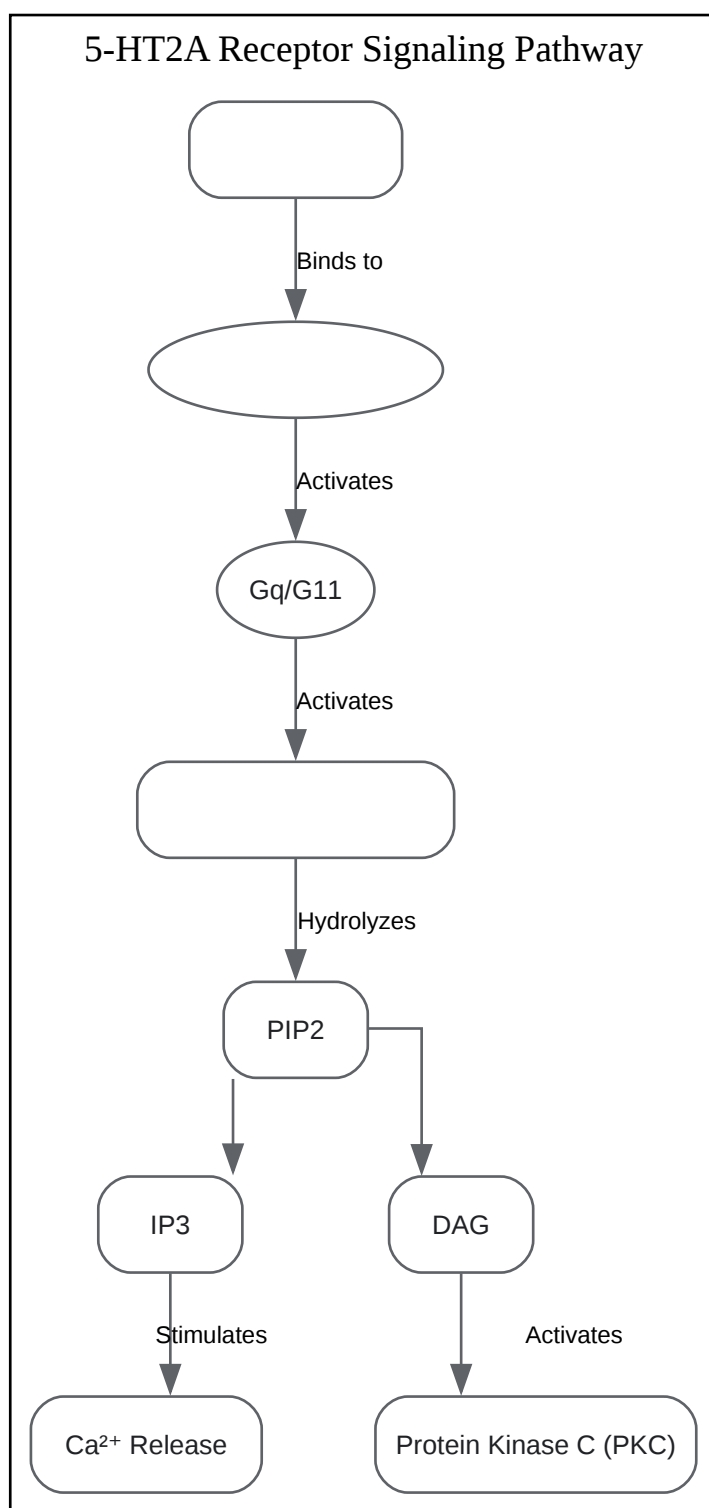 5-HT2A Receptor Signaling Pathway
Binds to
Activates
Gq/G11
Activates
Hydrolyzes
PIP2
IP3
DAG
Stimulates
Activates
Ca²⁺ Release
Protein Kinase C (PKC)